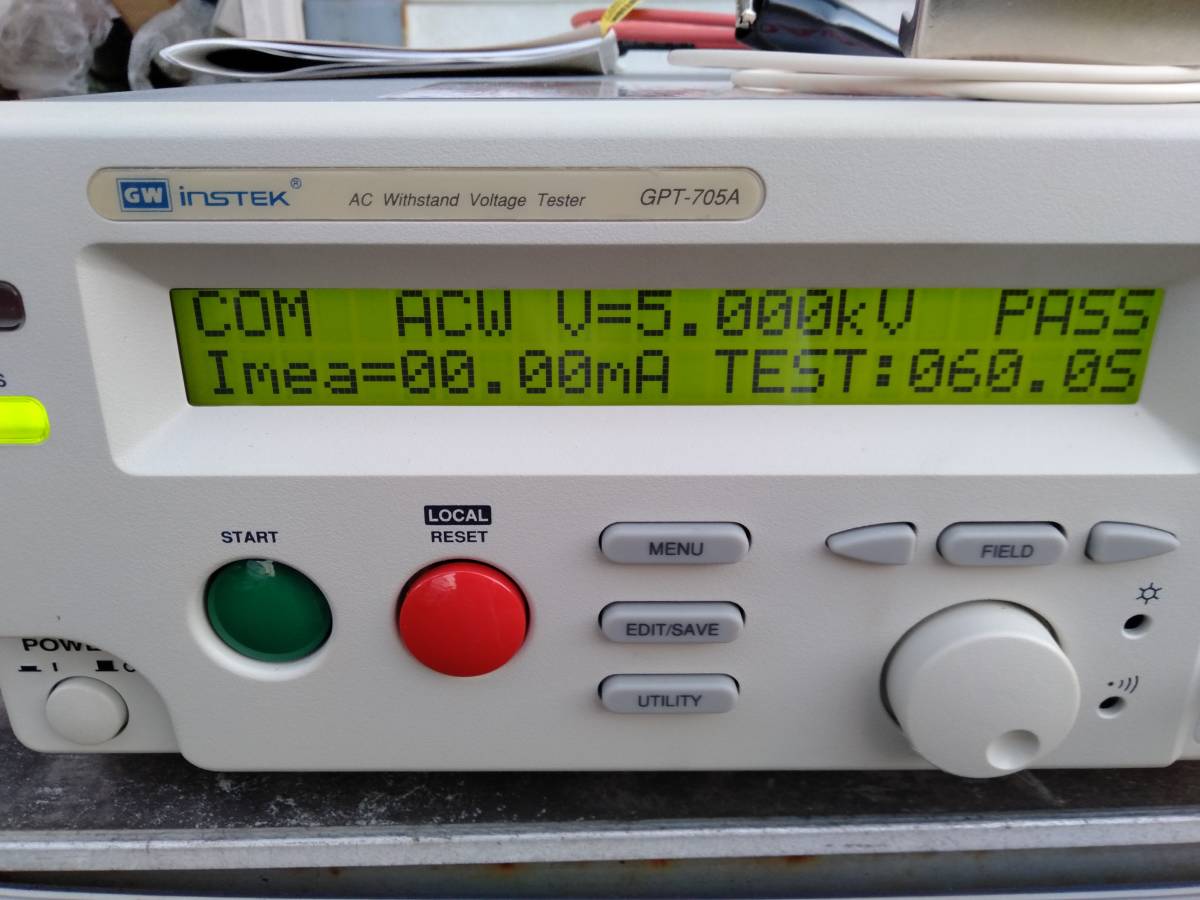 GW INSTEK® AC Withstand Voltage Tester GPT-705A
COM ACW V=5.000kV PASS
Imea=00.00mA TEST:060.0S
S
START
LOCAL
RESET
MENU
FIELD
EDIT/SAVE
UTILITY
I